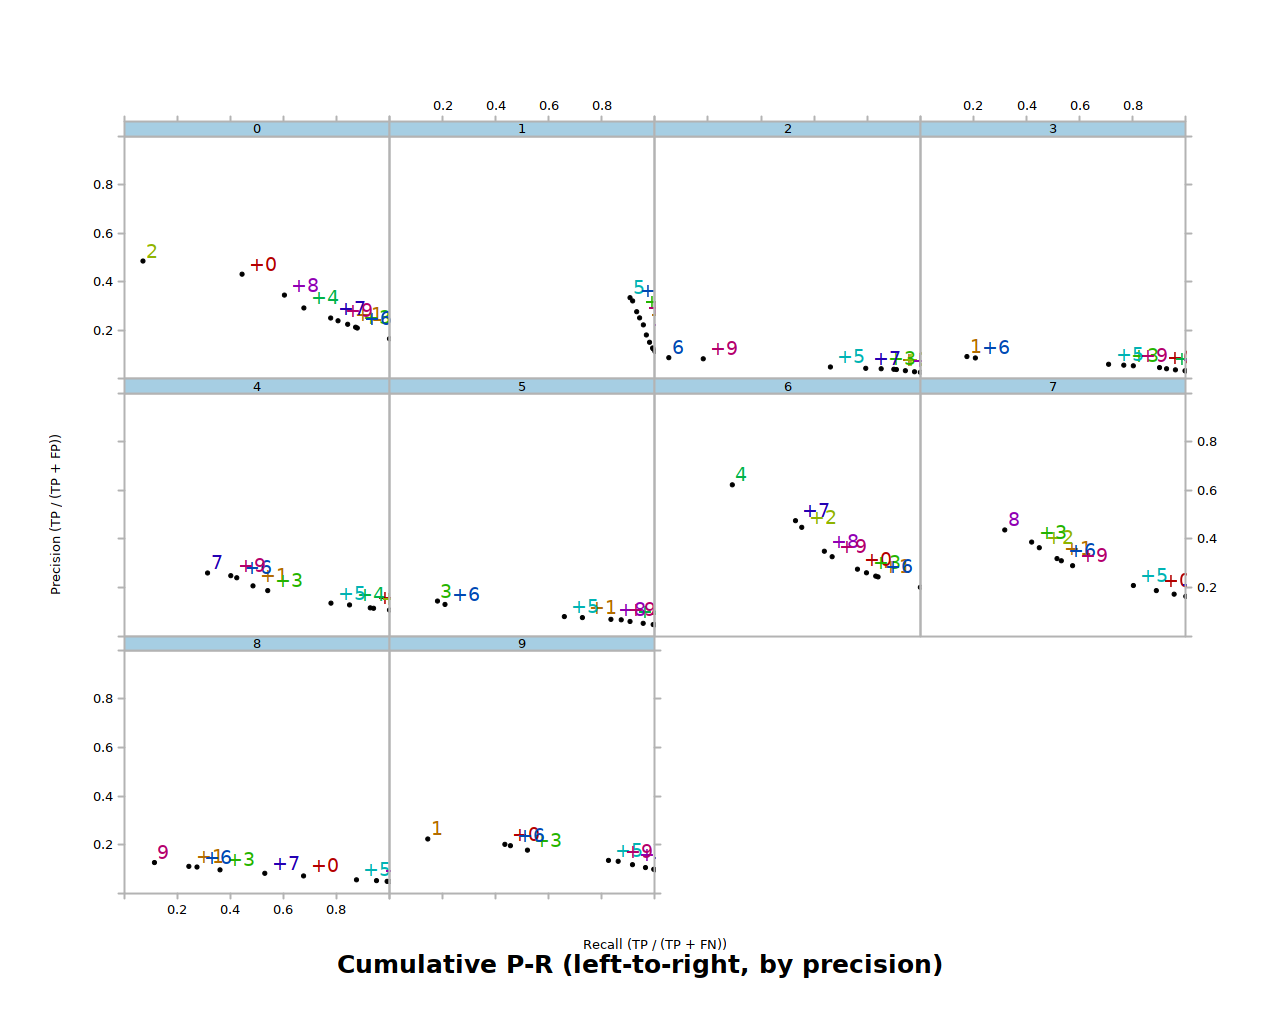 0.2 0.4 0.6 0.8 0.2 0.4 0.6 0.8
0 1 2 3
0.8
0.6
0.4
0.2
2 +0 +8 +4 +7 +9
5
6 +9 +5 +7
1 +6 +5 +3 +9
4 5 6 7
Precision (TP / (TP + FP))
0.8
0.6
0.4
0.2
7 +9 +6 +1 +3 +5 +4
3 +6 +5 +1 +8
4 +7 +2 +8 +9 +0 +3 +6
8 +3 +2 +1 +6 +9 +5
8 9
0.8
0.6
0.4
0.2
9 +1 +6 +3 +7 +0 +5
1 +0 +6 +3 +5 +9
0.2 0.4 0.6 0.8
Recall (TP / (TP + FN))
Cumulative P-R (left-to-right, by precision)